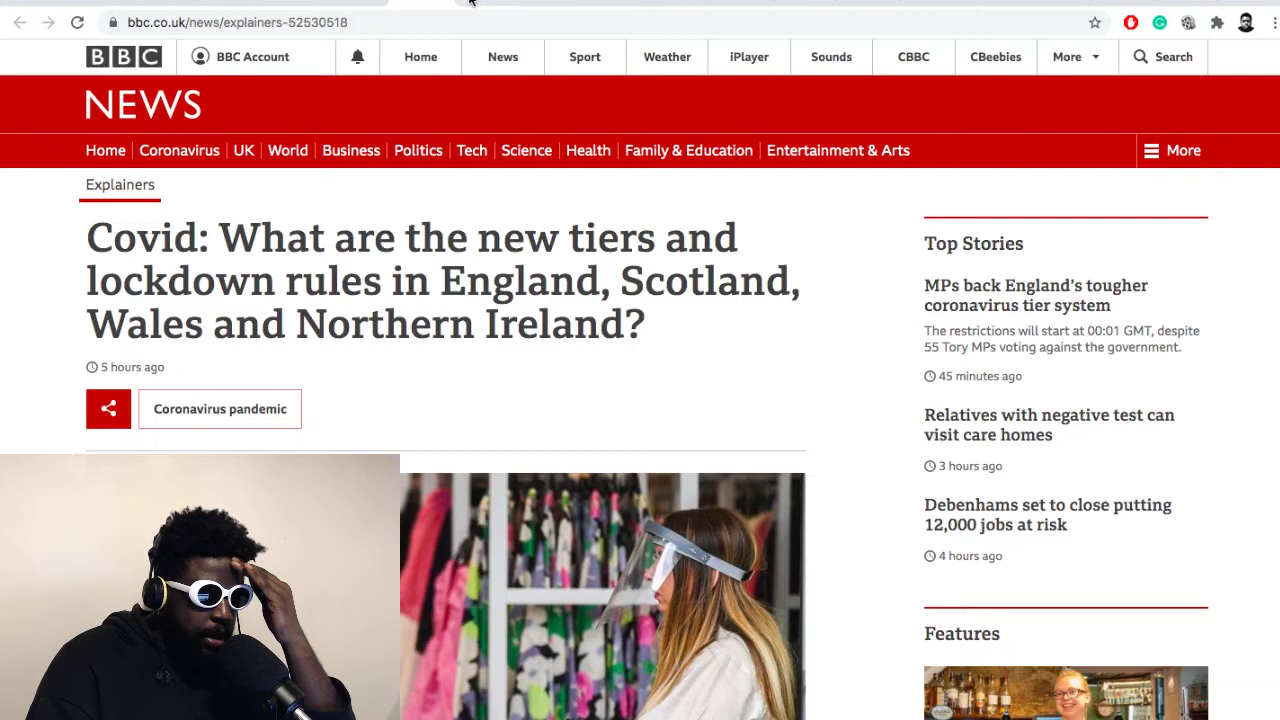 bbc.co.uk/news/explainers-52530518
BBC
BBC Account
Home
News
Sport
Weather
iPlayer
Sounds
CBBC
CBeebies
More
Search
NEWS
Home
Coronavirus
UK
World
Business
Politics
Tech
Science
Health
Family & Education
Entertainment & Arts
More
Explainers
Covid: What are the new tiers and
lockdown rules in England, Scotland,
Wales and Northern Ireland?
5 hours ago
Coronavirus pandemic
Top Stories
MPs back England's tougher
coronavirus tier system
The restrictions will start at 00:01 GMT, despite
55 Tory MPs voting against the government.
45 minutes ago
Relatives with negative test can
visit care homes
3 hours ago
Debenhams set to close putting
12,000 jobs at risk
4 hours ago
Features